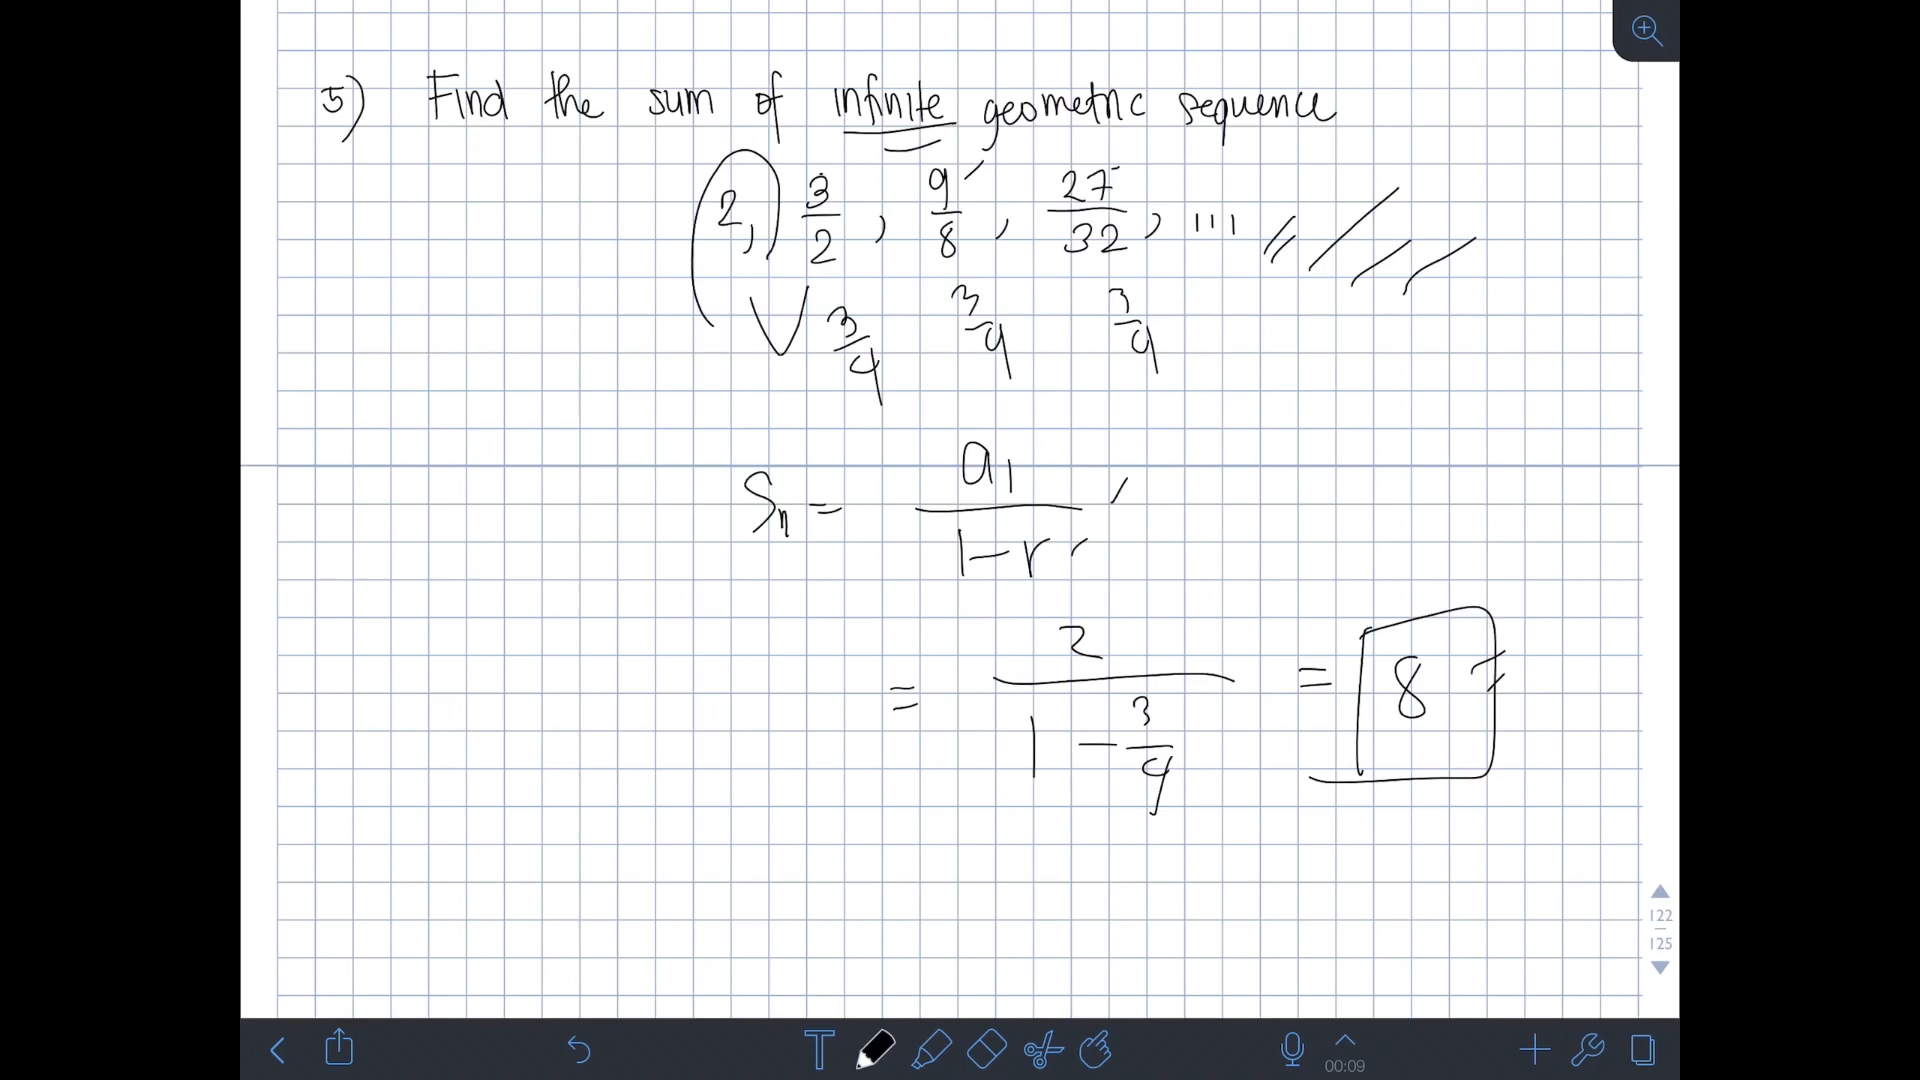 5) Find the sum of infinite geometric sequence
2, 3/2, 9/8, 27/32, ...
3/4 3/4 3/4
Sn = a1/(1-r)
= 2/(1 - 3/4) = 8
122
125
T
00:09